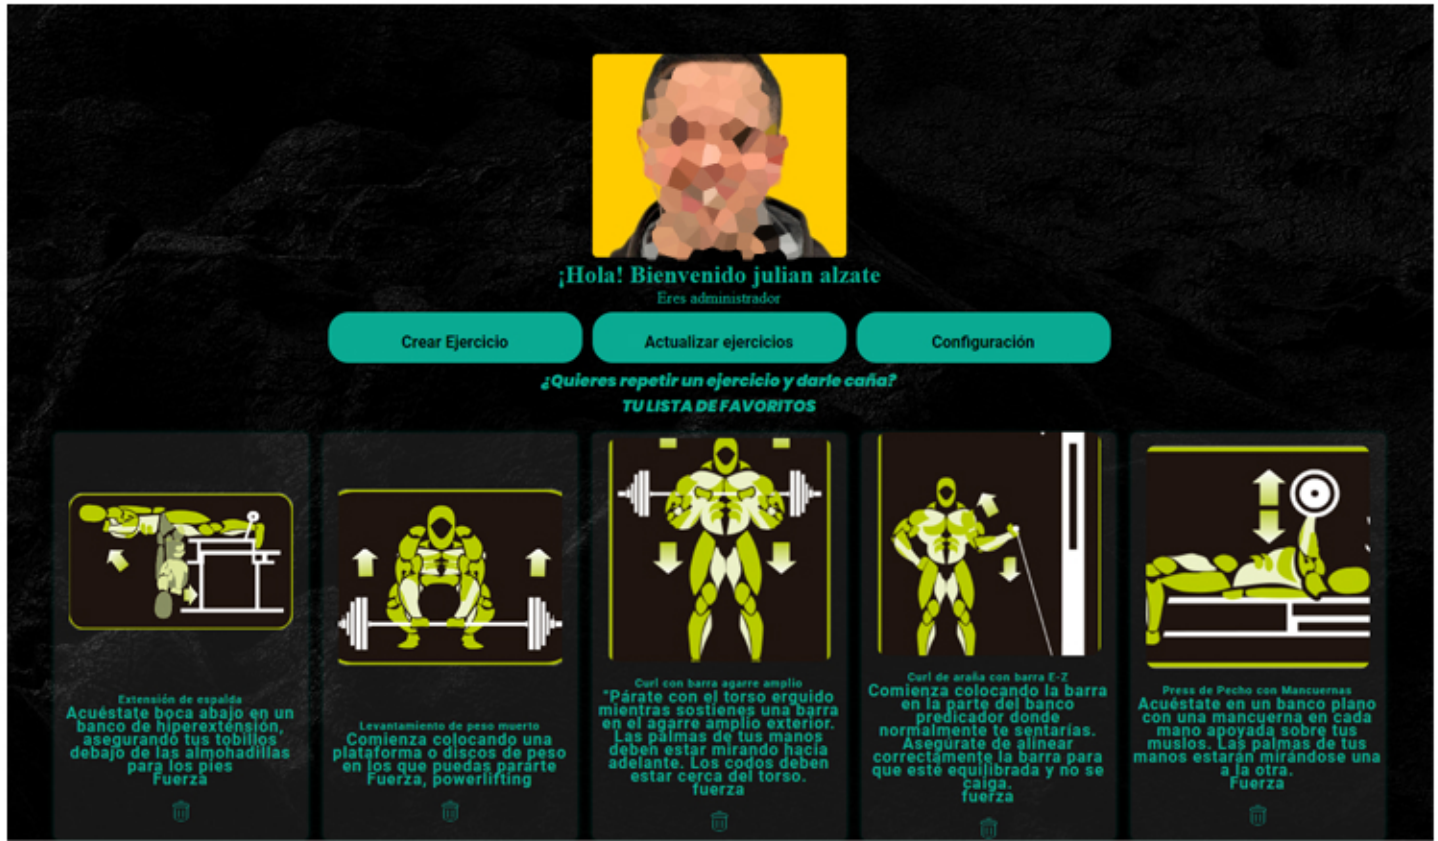 ¡Hola! Bienvenido julian alzate
Eres administrador
Crear Ejercicio
Actualizar ejercicios
Configuración
¿Quieres repetir un ejercicio y darle caña?
TU LISTA DE FAVORITOS
Extensión de espalda
Acuéstate boca abajo en un
banco de hiperextensión,
asegurando tus tobillos
debajo de las almohadillas
para los pies
Fuerza
Levantamiento de peso muerto
Comienza colocando una
plataforma o discos de peso
en los que puedas pararte
Fuerza, powerlifting
Curl con barra agarre amplio
"Párate con el torso erguido
mientras sostienes una barra
en el agarre amplio exterior.
Las palmas de tus manos
deben estar mirando hacia
adelante. Los codos deben
estar cerca del torso.
fuerza
Curl de araña con barra E-Z
Comienza colocando la barra
en la parte del banco
predicador donde
normalmente te sentarías.
Asegúrate de alinear
correctamente la barra para
que esté equilibrada y no se
caiga.
fuerza
Press de Pecho con Mancuernas
Acuéstate en un banco plano
con una mancuerna en cada
mano apoyada sobre tus
muslos. Las palmas de tus
manos estarán mirándose una
a la otra.
Fuerza